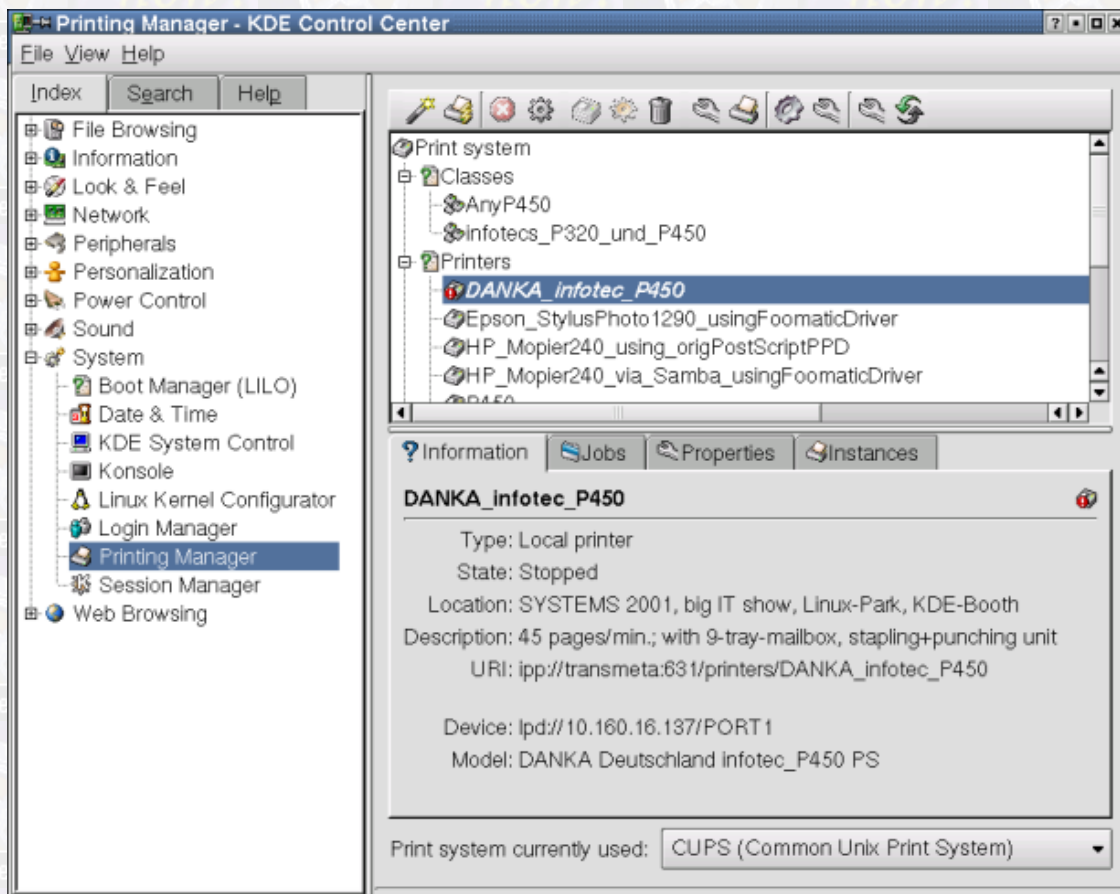 Printing Manager - KDE Control Center
File View Help
Index Search Help
File Browsing
Information
Look & Feel
Network
Peripherals
Personalization
Power Control
Sound
System
Boot Manager (LILO)
Date & Time
KDE System Control
Konsole
Linux Kernel Configurator
Login Manager
Printing Manager
Session Manager
Web Browsing
Print system
Classes
AnyP450
infotecs_P320_und_P450
Printers
DANKA_infotec_P450
Epson_StylusPhoto1290_usingFoomaticDriver
HP_Mopier240_using_origPostScriptPPD
HP_Mopier240_via_Samba_usingFoomaticDriver
P450
Information Jobs Properties Instances
DANKA_infotec_P450
Type: Local printer
State: Stopped
Location: SYSTEMS 2001, big IT show, Linux-Park, KDE-Booth
Description: 45 pages/min.; with 9-tray-mailbox, stapling+punching unit
URI: ipp://transmeta:631/printers/DANKA_infotec_P450
Device: lpd://10.160.16.137/PORT1
Model: DANKA Deutschland infotec_P450 PS
Print system currently used: CUPS (Common Unix Print System)